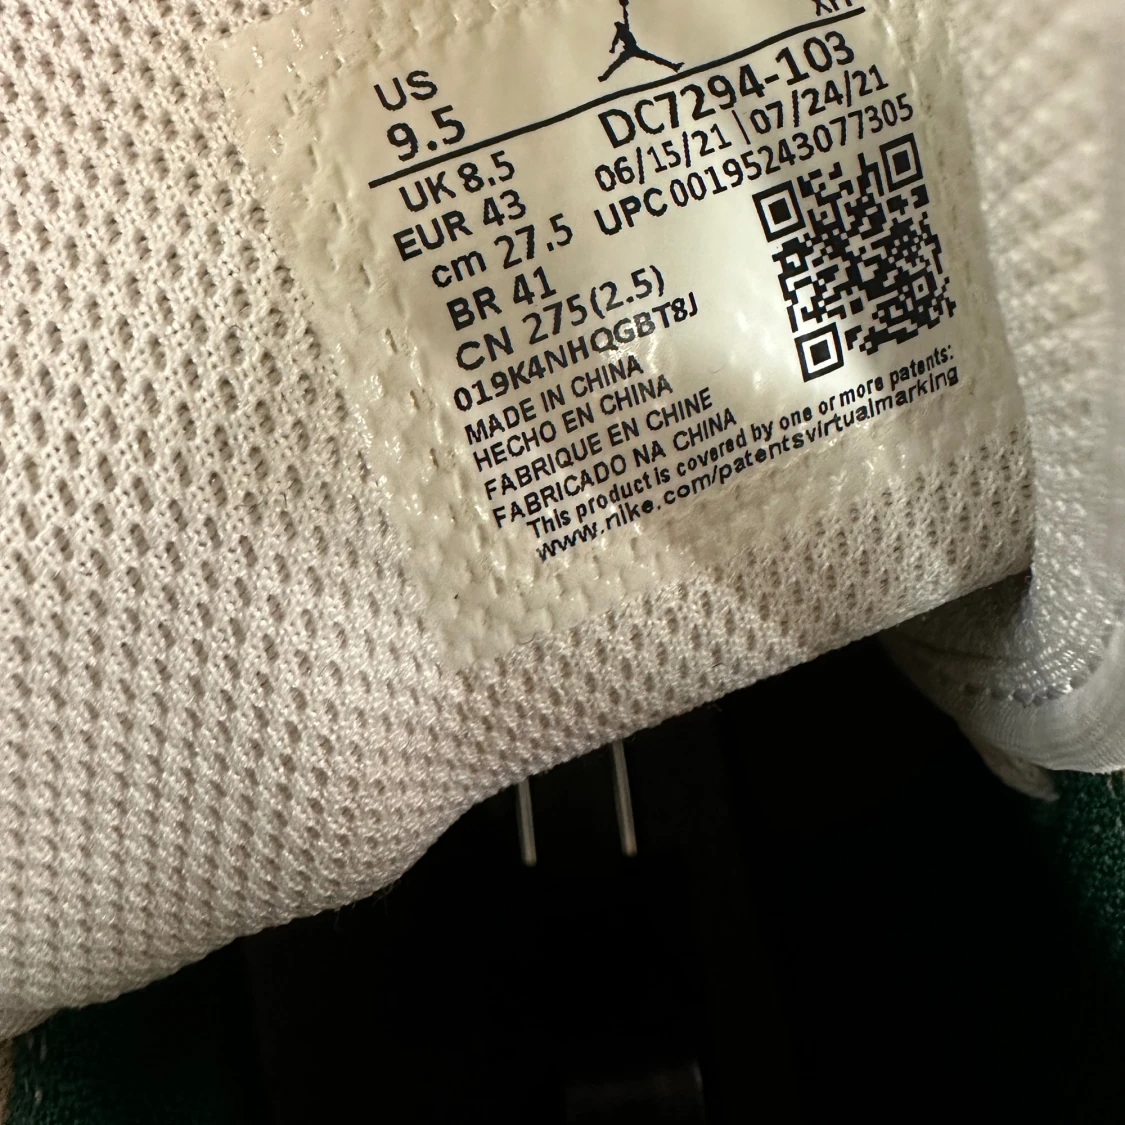 US
9.5
XH
DC7294-103
06/15/21 | 07/24/21
UPC 00195243077305
UK 8.5
EUR 43
cm 27.5
BR 41
CN 275(2.5)
019K4NHQGBT8J
MADE IN CHINA
HECHO EN CHINA
FABRIQUE EN CHINE
FABRICADO NA CHINA
This product is covered by one or more patents:
www.nike.com/patentsvirtualmarking